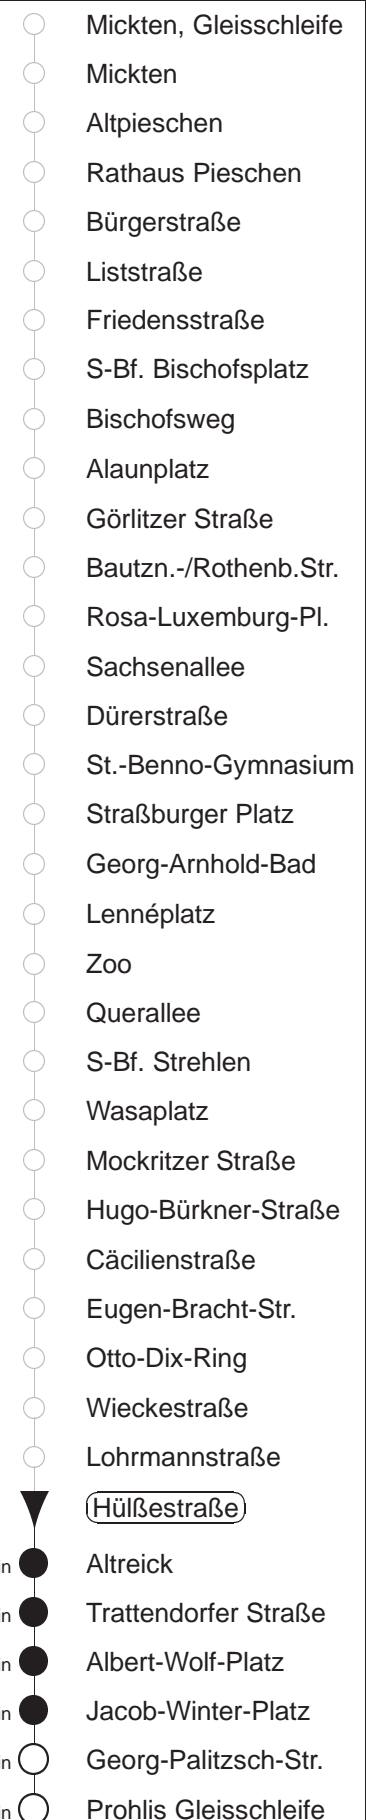 Mickten, Gleisschleife
Mickten
Altpieschen
Rathaus Pieschen
Bürgerstraße
Liststraße
Friedensstraße
S-Bf. Bischofsplatz
Bischofsweg
Alaunplatz
Görlitzer Straße
Bautzn.-/Rothenb.Str.
Rosa-Luxemburg-Pl.
Sachsenallee
Dürerstraße
St.-Benno-Gymnasium
Straßburger Platz
Georg-Arnhold-Bad
Lennéplatz
Zoo
Querallee
S-Bf. Strehlen
Wasaplatz
Mockritzer Straße
Hugo-Bürkner-Straße
Cäcilienstraße
Eugen-Bracht-Str.
Otto-Dix-Ring
Wieckestraße
Lohrmannstraße
Hülßestraße
Altreick
Trattendorfer Straße
Albert-Wolf-Platz
Jacob-Winter-Platz
Georg-Palitzsch-Str.
Prohlis Gleisschleife